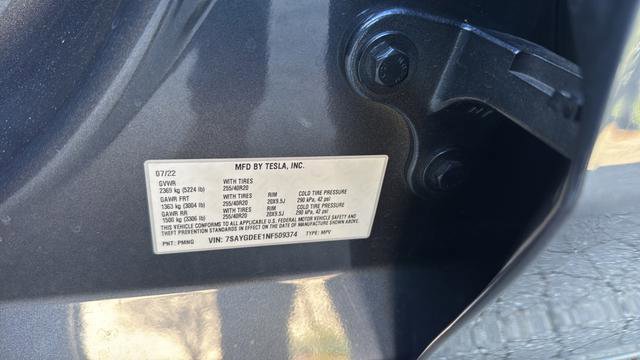 MFD BY TESLA, INC.
07/22
GVWR WITH TIRES
2369 kg (5224 lb) 255/40R20
GAWR FRT WITH TIRES RIM COLD TIRE PRESSURE
1363 kg (3004 lb) 255/40R20 20X9.5J 290 kPa, 42 psi
GAWR RR WITH TIRES RIM COLD TIRE PRESSURE
1500 kg (3306 lb) 255/40R20 20X9.5J 290 kPa, 42 psi
THIS VEHICLE CONFORMS TO ALL APPLICABLE U.S. FEDERAL MOTOR VEHICLE SAFETY AND
THEFT PREVENTION STANDARDS IN EFFECT ON THE DATE OF MANUFACTURE SHOWN ABOVE.
PNT: PMNG VIN: 7SAYGDEE1NF509374 TYPE: MPV